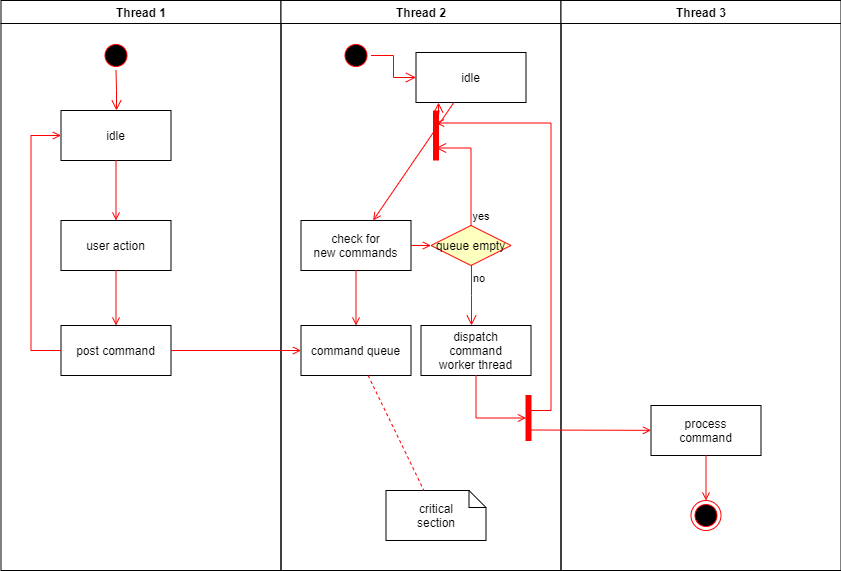 Thread 1
Thread 2
Thread 3
idle
idle
user action
check for
new commands
yes
queue empty
no
post command
command queue
dispatch
command
worker thread
process
command
critical
section